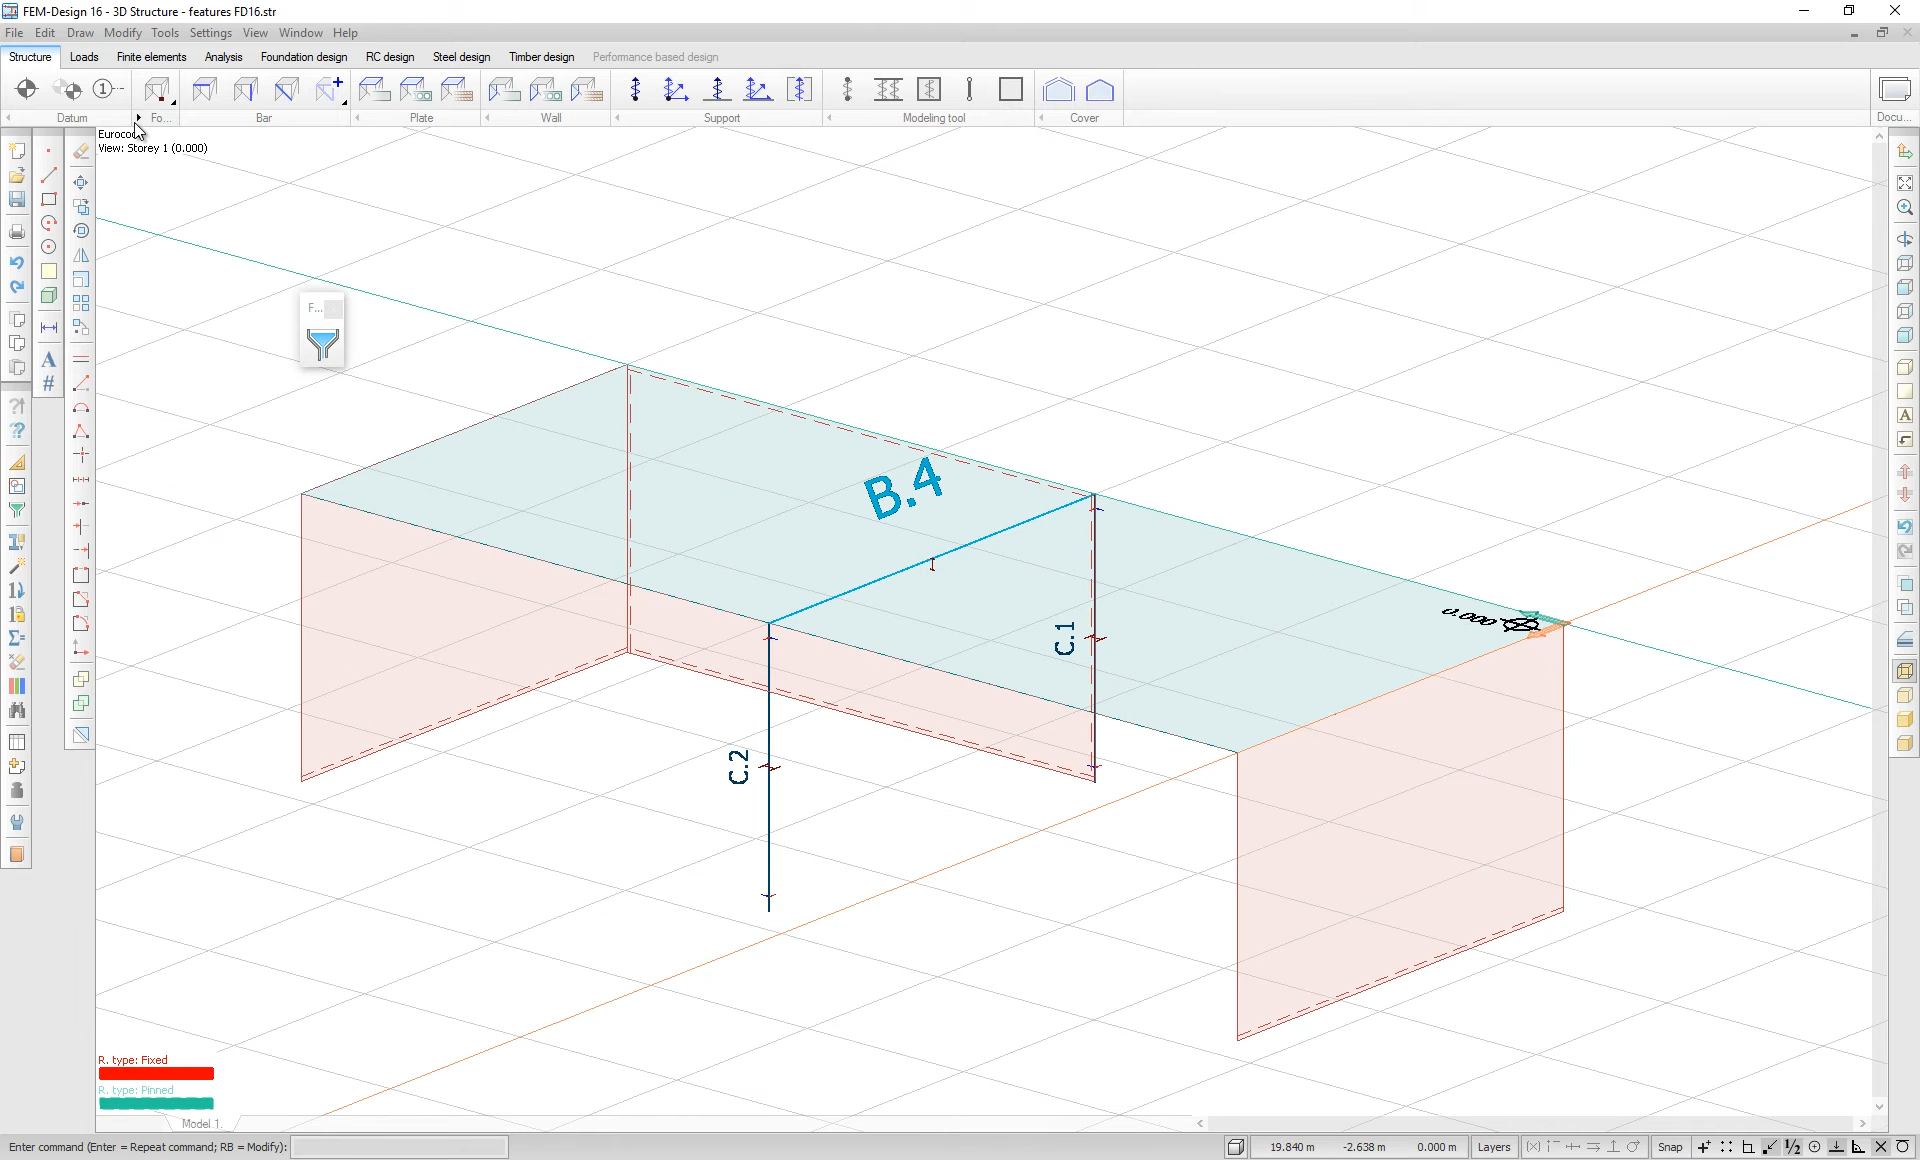 FEM-Design 16 - 3D Structure - features FD16.str
File Edit Draw Modify Tools Settings View Window Help
Structure Loads Finite elements Analysis Foundation design RC design Steel design Timber design Performance based design
Datum Fo... Bar Plate Wall Support Modeling tool Cover Docu...
View: Storey 1 (0.000)
F...
B.4
0.000
C.1
C.2
R. type: Fixed
R. type: Pinned
Model 1.
Enter command (Enter = Repeat command; RB = Modify):
19.840 m -2.638 m 0.000 m Layers Snap 1/2